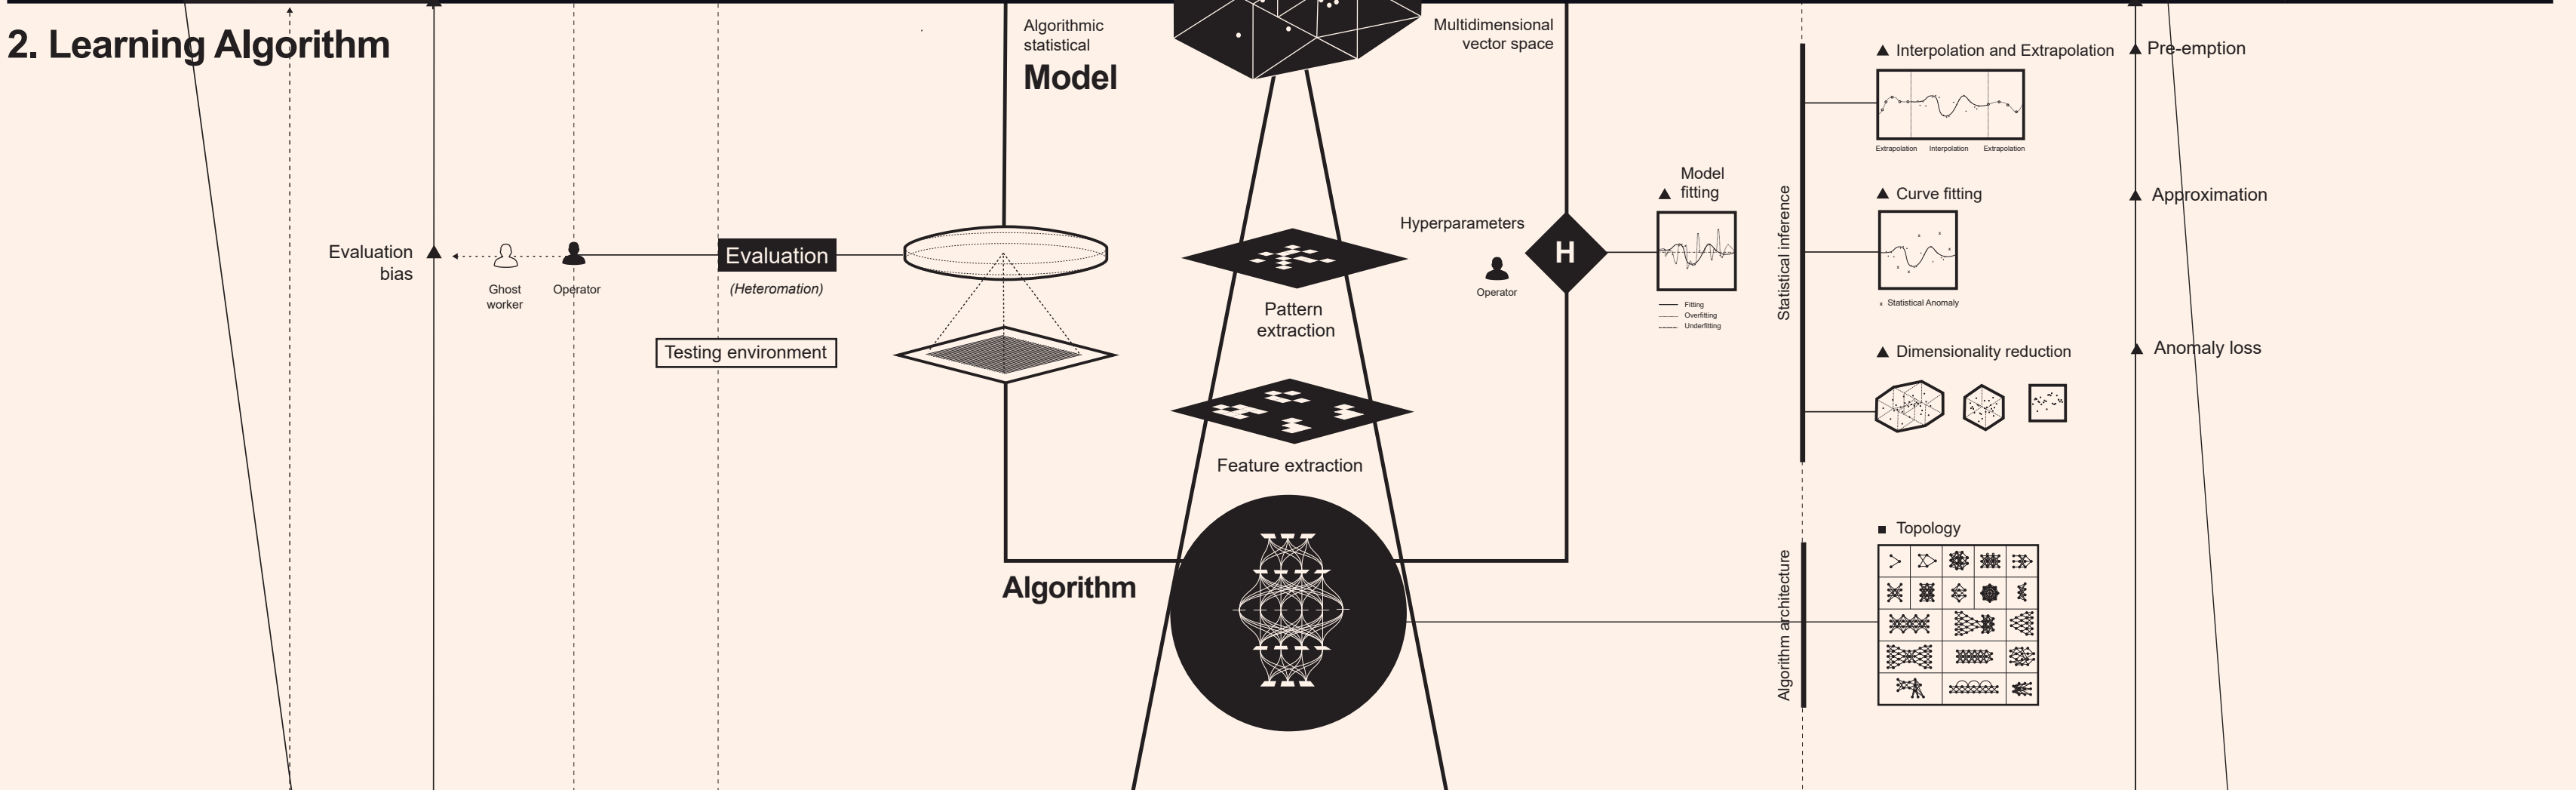 2. Learning Algorithm
Algorithmic
statistical
Model
Multidimensional
vector space
Interpolation and Extrapolation
Pre-emption
Extrapolation
Interpolation
Extrapolation
Model
fitting
Curve fitting
Approximation
Hyperparameters
H
Operator
Fitting
Overfitting
Underfitting
Statistical inference
x Statistical Anomaly
Evaluation
bias
Ghost
worker
Operator
Evaluation
(Heteromation)
Testing environment
Pattern
extraction
Dimensionality reduction
Anomaly loss
Feature extraction
Algorithm
Algorithm architecture
Topology